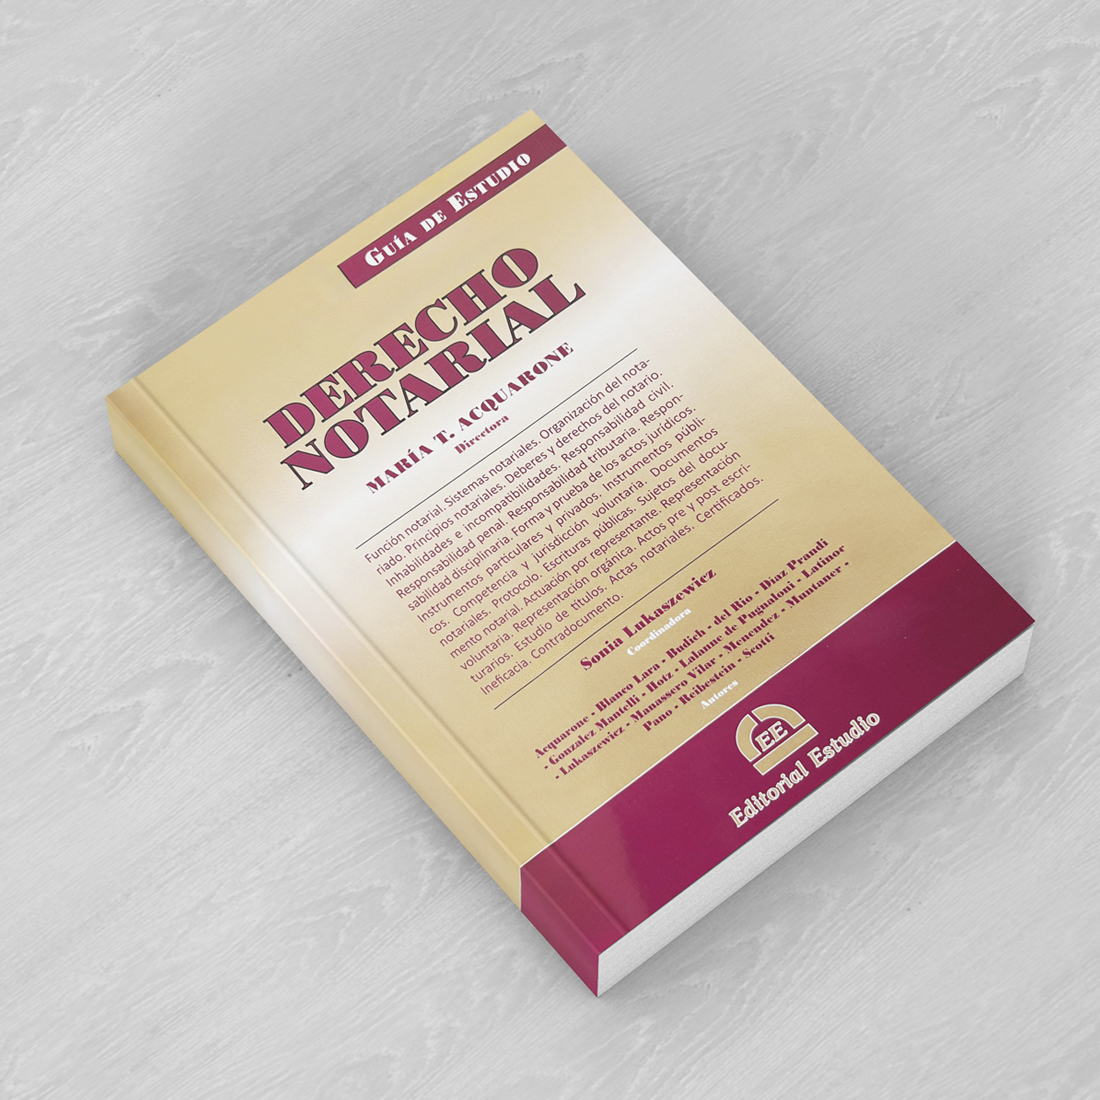 GUÍA DE ESTUDIO
DERECHO
NOTARIAL
MARÍA T. ACQUARONE
Directora
Función notarial. Sistemas notariales. Organización del nota-
riado. Principios notariales. Deberes y derechos del notario.
Inhabilidades e incompatibilidades. Responsabilidad civil.
Responsabilidad penal. Responsabilidad tributaria. Respon-
sabilidad disciplinaria. Forma y prueba de los actos jurídicos.
Instrumentos particulares y privados. Instrumentos públi-
cos. Competencia y jurisdicción voluntaria. Documentos
notariales. Protocolo. Escrituras públicas. Sujetos del docu-
mento notarial. Actuación por representante. Representación
voluntaria. Representación orgánica. Actos pre y post escri-
turarios. Estudio de títulos. Actas notariales. Certificados.
Ineficacia. Contradocumento.
Sonia Lukaszewicz
Coordinadora
Acquarone - Blanco Lara - Budich - del Rio - Diaz Prandi
- Gonzalez Mantelli - Hotz - Labanne de Pugnaloni - Latinor
- Lukaszewicz - Manassero Vilar - Menendez - Muntaner -
Pano - Reibestein - Scotti
Autores
EE
Editorial Estudio